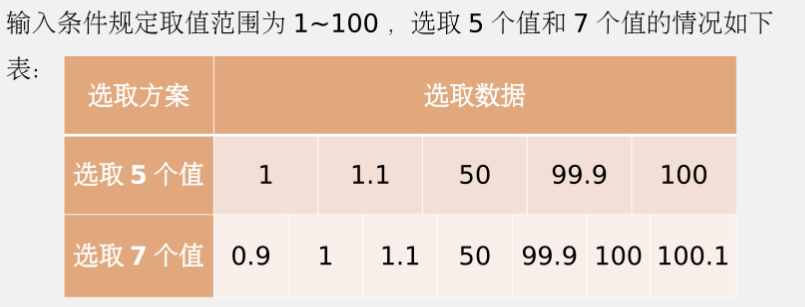 输入条件规定取值范围为 1~100 ，选取 5 个值和 7 个值的情况如下
表：
选取方案 选取数据
选取 5 个值 1 1.1 50 99.9 100
选取 7 个值 0.9 1 1.1 50 99.9 100 100.1